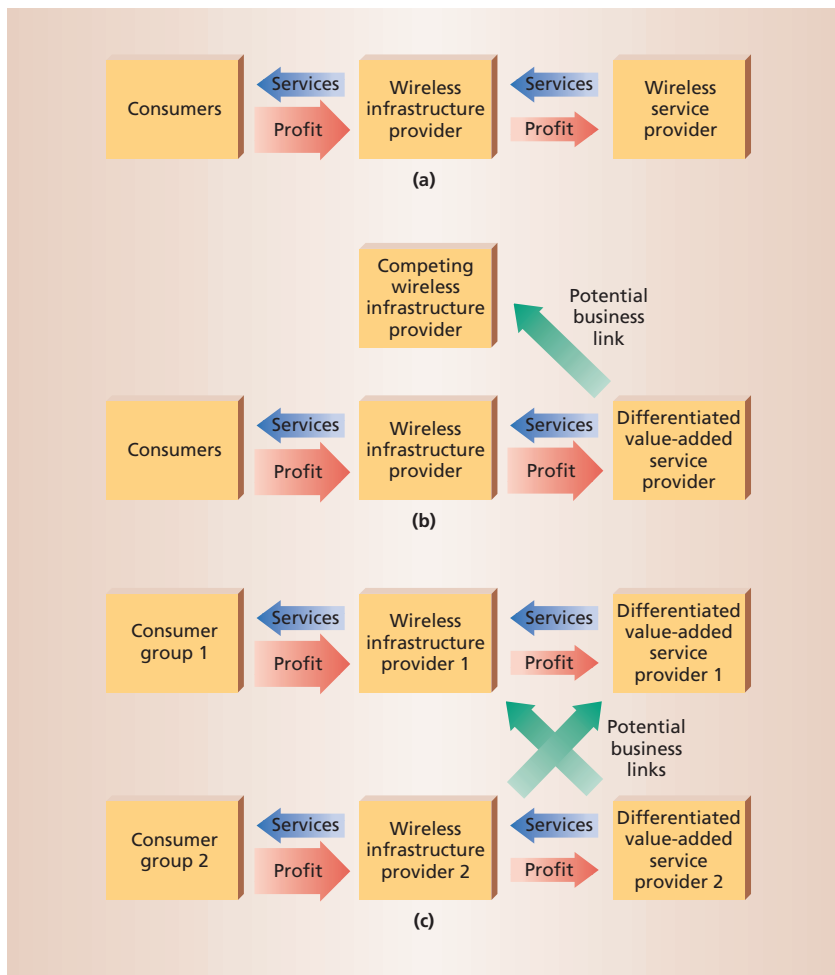 Consumers
Services
Profit
Wireless
infrastructure
provider
Services
Profit
Wireless
service
provider
(a)
Competing
wireless
infrastructure
provider
Potential
business
link
Consumers
Services
Profit
Wireless
infrastructure
provider
Services
Profit
Differentiated
value-added
service
provider
(b)
Consumer
group 1
Services
Profit
Wireless
infrastructure
provider 1
Services
Profit
Differentiated
value-added
service
provider 1
Potential
business
links
Consumer
group 2
Services
Profit
Wireless
infrastructure
provider 2
Services
Profit
Differentiated
value-added
service
provider 2
(c)